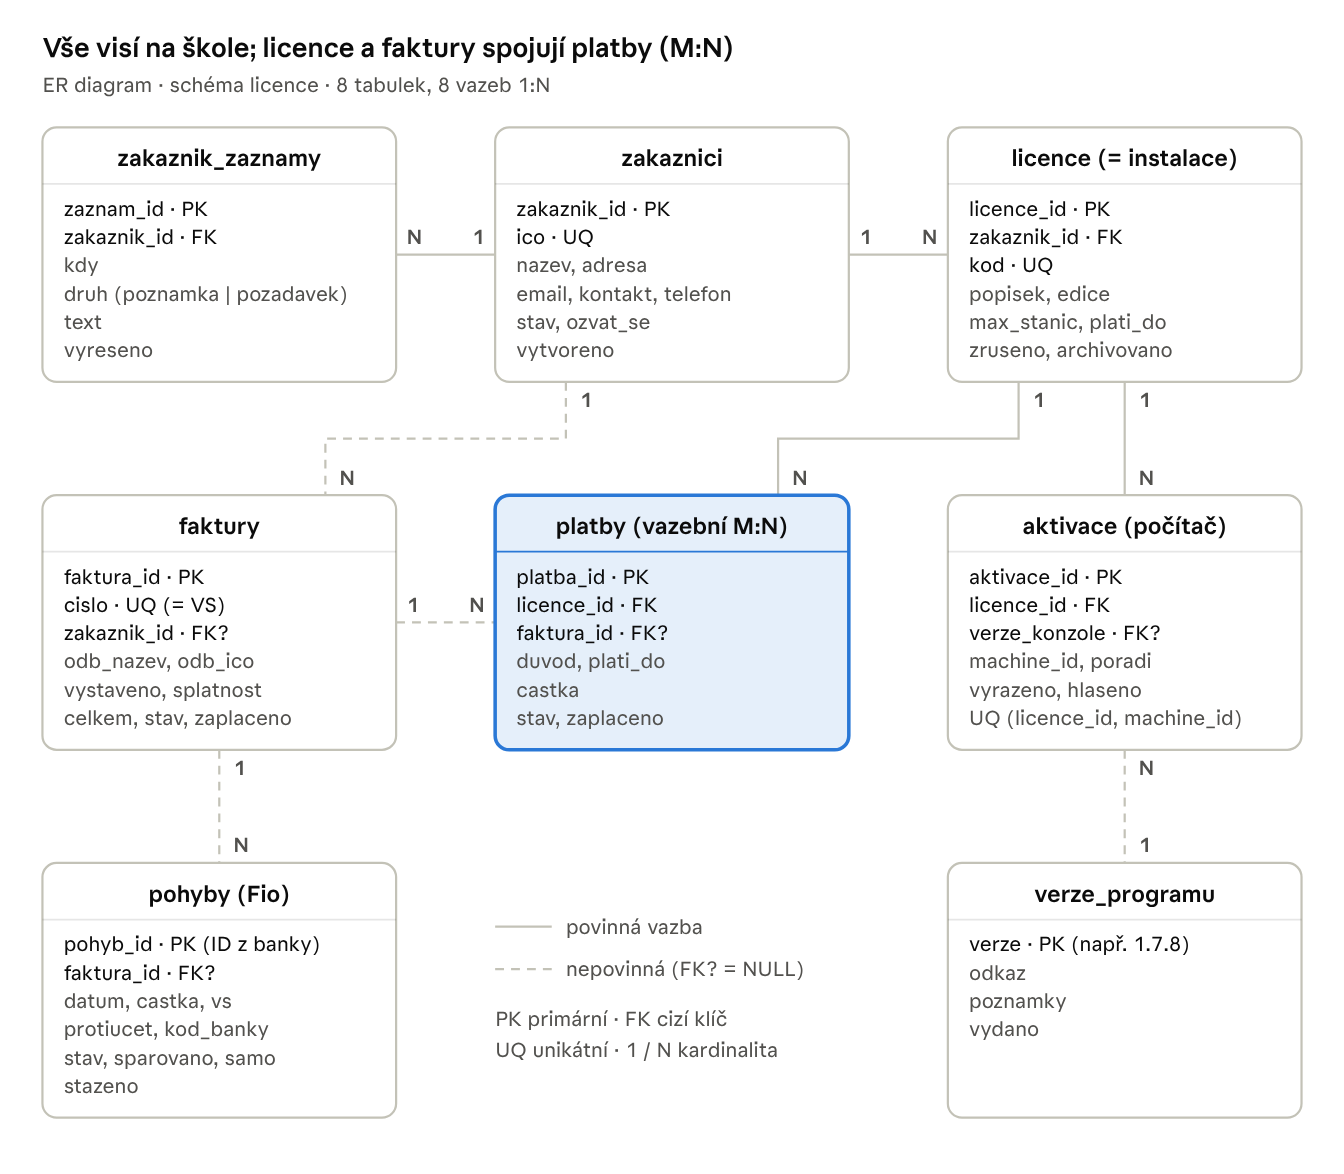 Vše visí na škole; licence a faktury spojují platby (M:N)
ER diagram · schéma licence · 8 tabulek, 8 vazeb 1:N
zakaznik_zaznamy
zaznam_id · PK
zakaznik_id · FK
kdy
druh (poznamka | pozadavek)
text
vyreseno
N
1
zakaznici
zakaznik_id · PK
ico · UQ
nazev, adresa
email, kontakt, telefon
stav, ozvat_se
vytvoreno
1
N
licence (= instalace)
licence_id · PK
zakaznik_id · FK
kod · UQ
popisek, edice
max_stanic, plati_do
zruseno, archivovano
1
1
1
N
N
N
faktury
faktura_id · PK
cislo · UQ (= VS)
zakaznik_id · FK?
odb_nazev, odb_ico
vystaveno, splatnost
celkem, stav, zaplaceno
1
N
platby (vazební M:N)
platba_id · PK
licence_id · FK
faktura_id · FK?
duvod, plati_do
castka
stav, zaplaceno
aktivace (počítač)
aktivace_id · PK
licence_id · FK
verze_konzole · FK?
machine_id, poradi
vyrazeno, hlaseno
UQ (licence_id, machine_id)
1
N
N
1
pohyby (Fio)
pohyb_id · PK (ID z banky)
faktura_id · FK?
datum, castka, vs
protiucet, kod_banky
stav, sparovano, samo
stazeno
povinná vazba
nepovinná (FK? = NULL)
PK primární · FK cizí klíč
UQ unikátní · 1 / N kardinalita
verze_programu
verze · PK (např. 1.7.8)
odkaz
poznamky
vydano